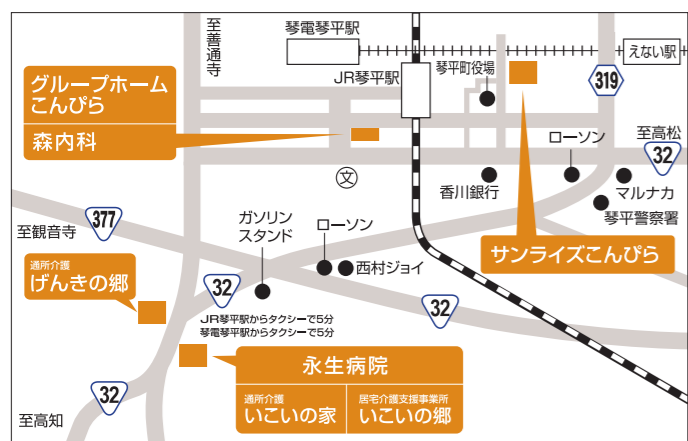 至善通寺
琴電琴平駅
えない駅
JR琴平駅
琴平町役場
319
グループホーム
こんぴら
森内科
至高松
32
ローソン
文
香川銀行
マルナカ
琴平警察署
377
至観音寺
ガソリン
スタンド
ローソン
西村ジョイ
サンライズこんぴら
通所介護
げんきの郷
32
32
JR琴平駅からタクシーで5分
琴電琴平駅からタクシーで5分
永生病院
通所介護
いこいの家
居宅介護支援事業所
いこいの郷
32
至高知